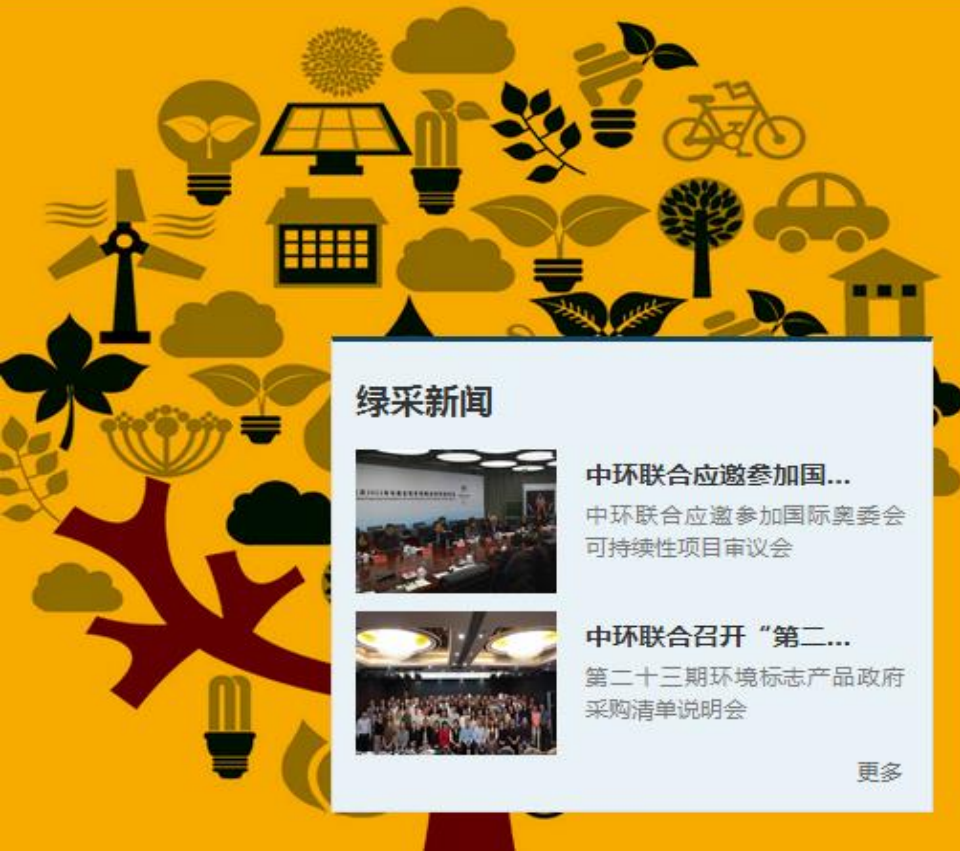 绿采新闻
中环联合应邀参加国...
中环联合应邀参加国际奥委会
可持续性项目审议会
中环联合召开“第二...
第二十三期环境标志产品政府
采购清单说明会
更多